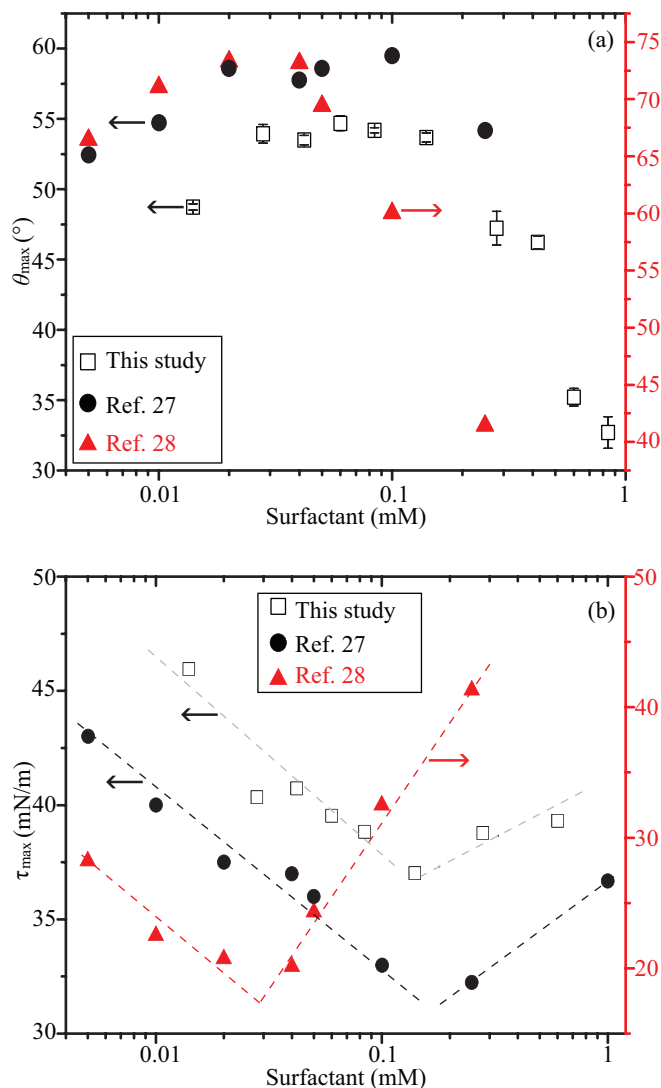 (a)
60
55
50
45
40
35
30
75
70
65
60
55
50
45
40
θmax (°)
This study
Ref. 27
Ref. 28
0.01
0.1
1
Surfactant (mM)
(b)
50
45
40
35
30
50
40
30
20
τmax (mN/m)
This study
Ref. 27
Ref. 28
0.01
0.1
1
Surfactant (mM)